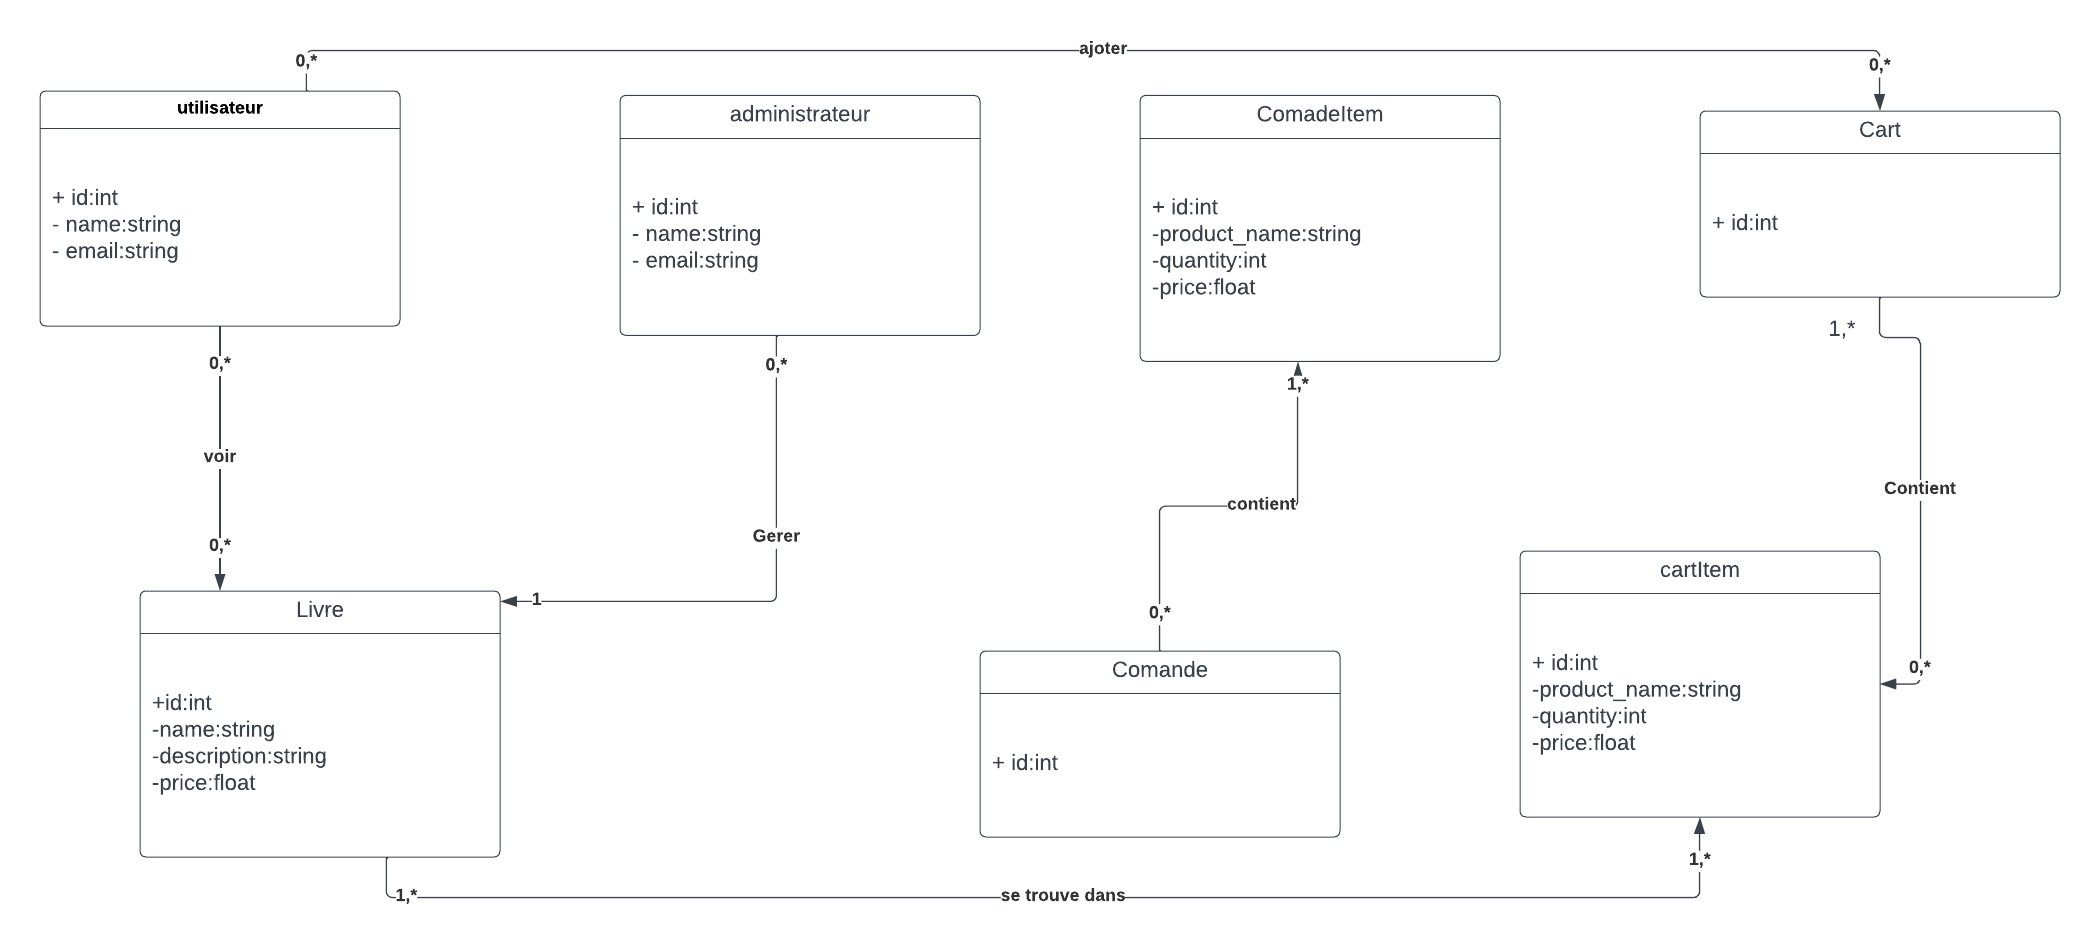 ajoter
0,*
0,*
utilisateur
+ id:int
- name:string
- email:string
administrateur
+ id:int
- name:string
- email:string
ComadeItem
+ id:int
-product_name:string
-quantity:int
-price:float
Cart
+ id:int
0,*
voir
0,*
0,*
Gerer
1
1,*
contient
0,*
1,*
Contient
0,*
Livre
+id:int
-name:string
-description:string
-price:float
Comande
+ id:int
cartItem
+ id:int
-product_name:string
-quantity:int
-price:float
1,*
se trouve dans
1,*